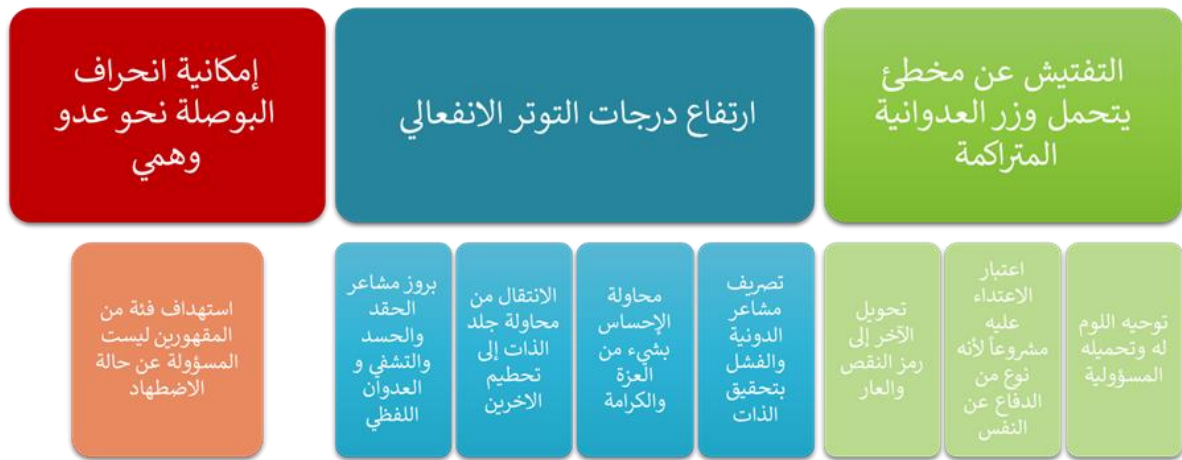 التفتيش عن مخطئ
يتحمل وزر العدوانية
المتراكمة
ارتفاع درجات التوتر الانفعالي
إمكانية انحراف
البوصلة نحو عدو
وهمي
توحيه اللوم
له وتحميله
المسؤولية
اعتبار
الاعتداء
عليه
مشروعاً لأنه
نوع من
الدفاع عن
النفس
تحويل
الآخر إلى
رمز النقص
والعار
تصريف
مشاعر
الدونية
والفشل
بتحقيق
الذات
محاولة
الإحساس
بشيء من
العزة
والكرامة
الانتقال من
محاولة جلد
الذات إلى
تحطيم
الاخرين
بروز مشاعر
الحقد
والحسد
والتشفي و
العدوان
اللفظي
استهداف فئة من
المقهورين ليست
المسؤولة عن حالة
الاضطهاد